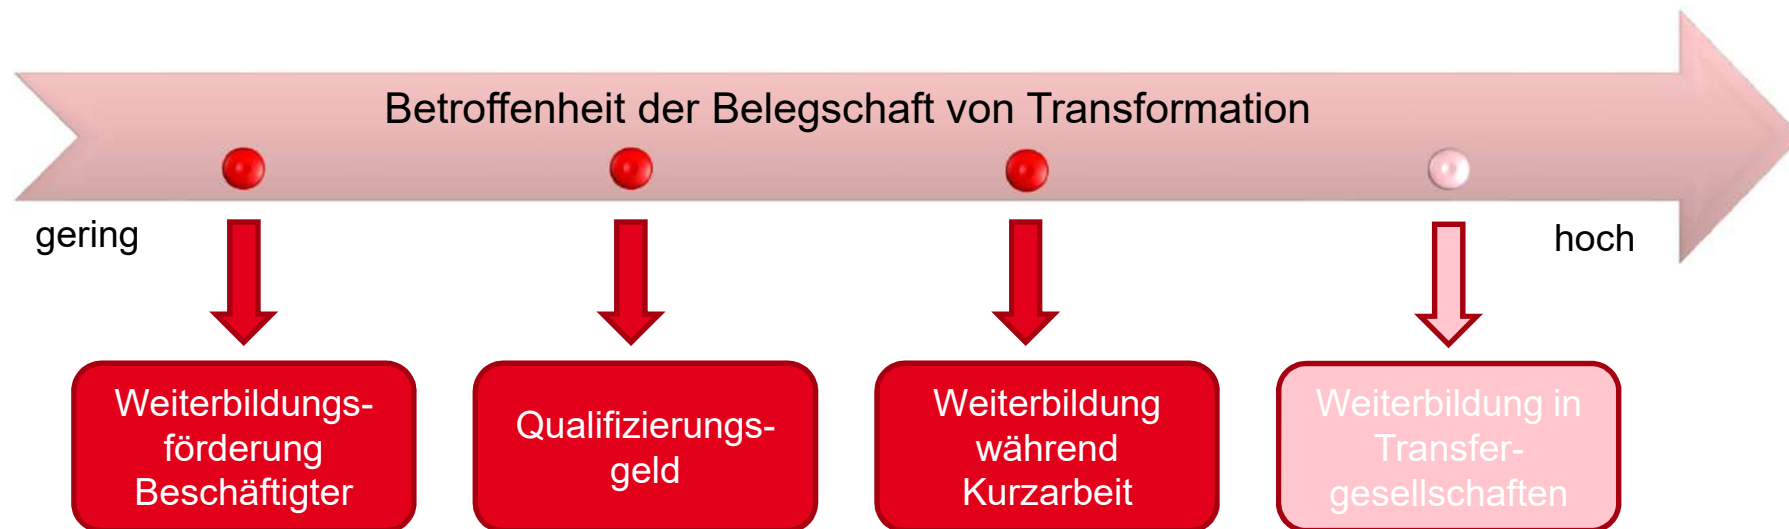 Betroffenheit der Belegschaft von Transformation
gering
hoch
Weiterbildungs-
förderung
Beschäftigter
Qualifizierungs-
geld
Weiterbildung
während
Kurzarbeit
Weiterbildung in
Transfer-
gesellschaften